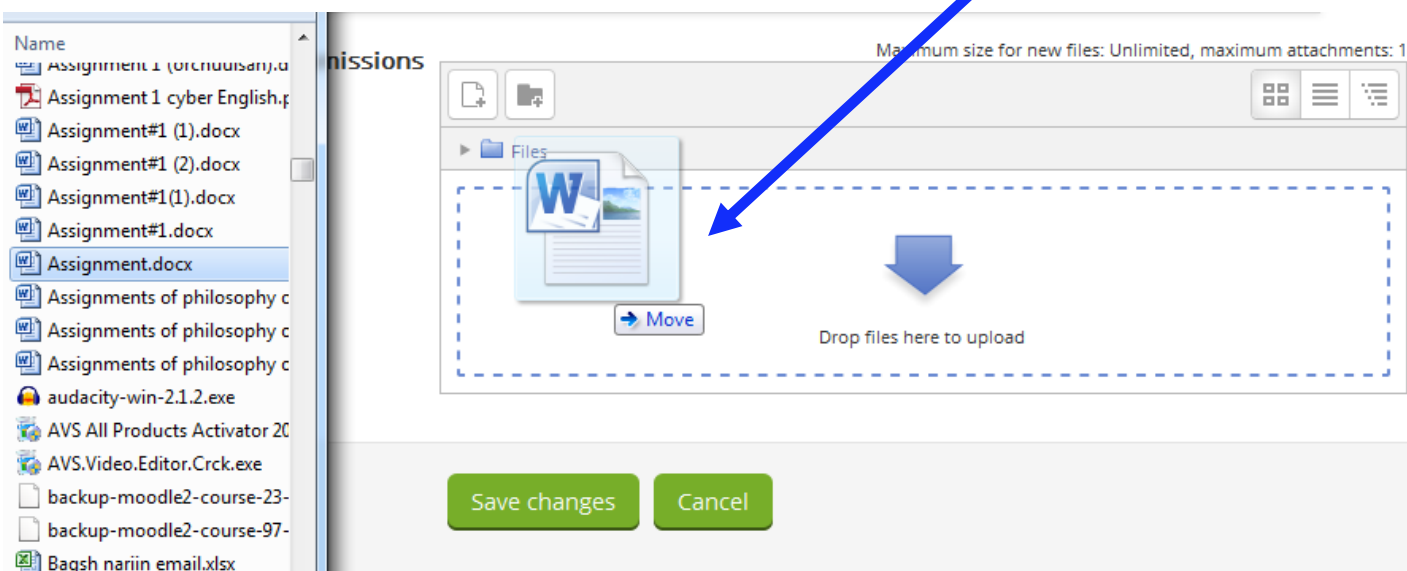 Name
Assignment 1 (orchuulsan).d
Assignment 1 cyber English.p
Assignment#1 (1).docx
Assignment#1 (2).docx
Assignment#1(1).docx
Assignment#1.docx
Assignment.docx
Assignments of philosophy c
Assignments of philosophy c
Assignments of philosophy c
audacity-win-2.1.2.exe
AVS All Products Activator 20
AVS.Video.Editor.Crck.exe
backup-moodle2-course-23-
backup-moodle2-course-97-
Bagsh nariin email.xlsx
nissions
Maximum size for new files: Unlimited, maximum attachments: 1
Files
W
Move
Drop files here to upload
Save changes
Cancel